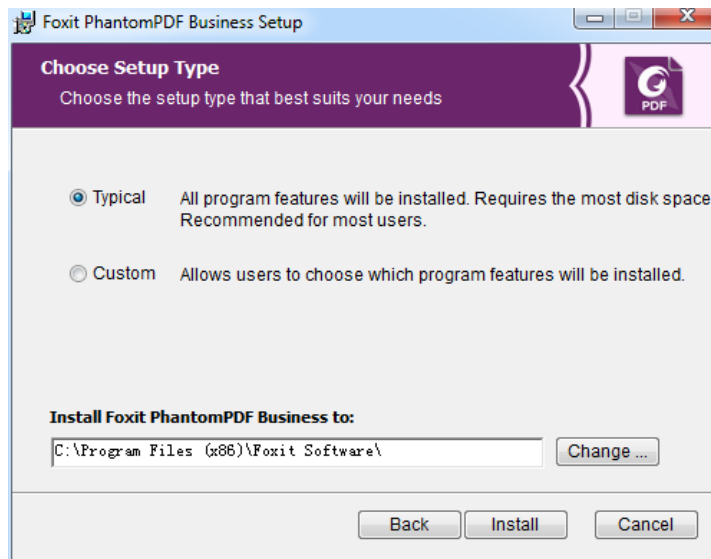 Foxit PhantomPDF Business Setup
Choose Setup Type
Choose the setup type that best suits your needs
PDF
Typical
All program features will be installed. Requires the most disk space
Recommended for most users.
Custom
Allows users to choose which program features will be installed.
Install Foxit PhantomPDF Business to:
C:\Program Files (x86)\Foxit Software\
Change ...
Back
Install
Cancel